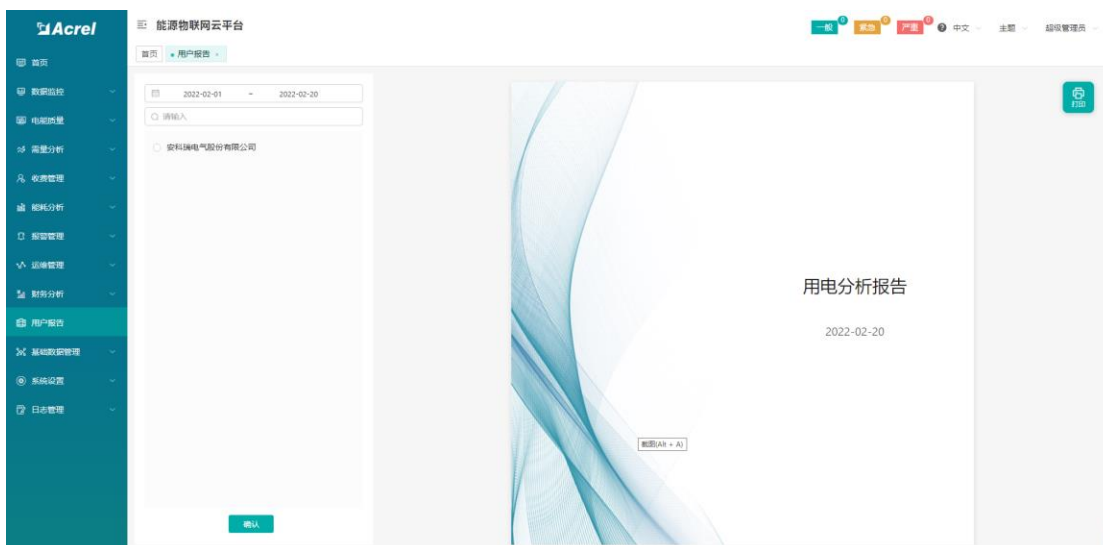 Acrel
能源物联网云平台
一般 0 紧急 0 严重 0 中文 主题 超级管理员
首页 用户报告
首页
数据监控
电能质量
需量分析
收费管理
能耗分析
报警管理
运维管理
财务分析
用户报告
基础数据管理
系统设置
日志管理
2022-02-01 ~ 2022-02-20
请输入
安科瑞电气股份有限公司
确认
用电分析报告
2022-02-20
截图(Alt + A)
打印